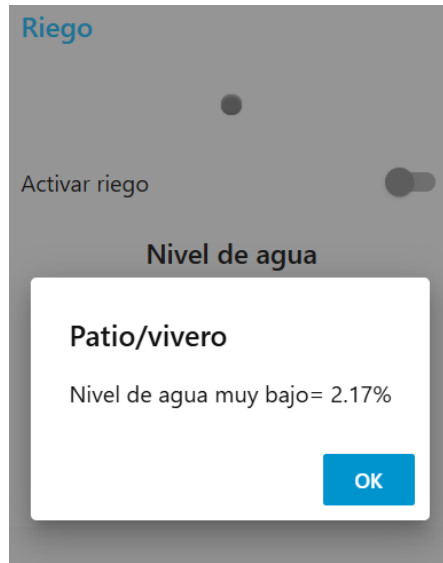 Riego
Activar riego
Nivel de agua
Patio/vivero
Nivel de agua muy bajo= 2.17%
OK